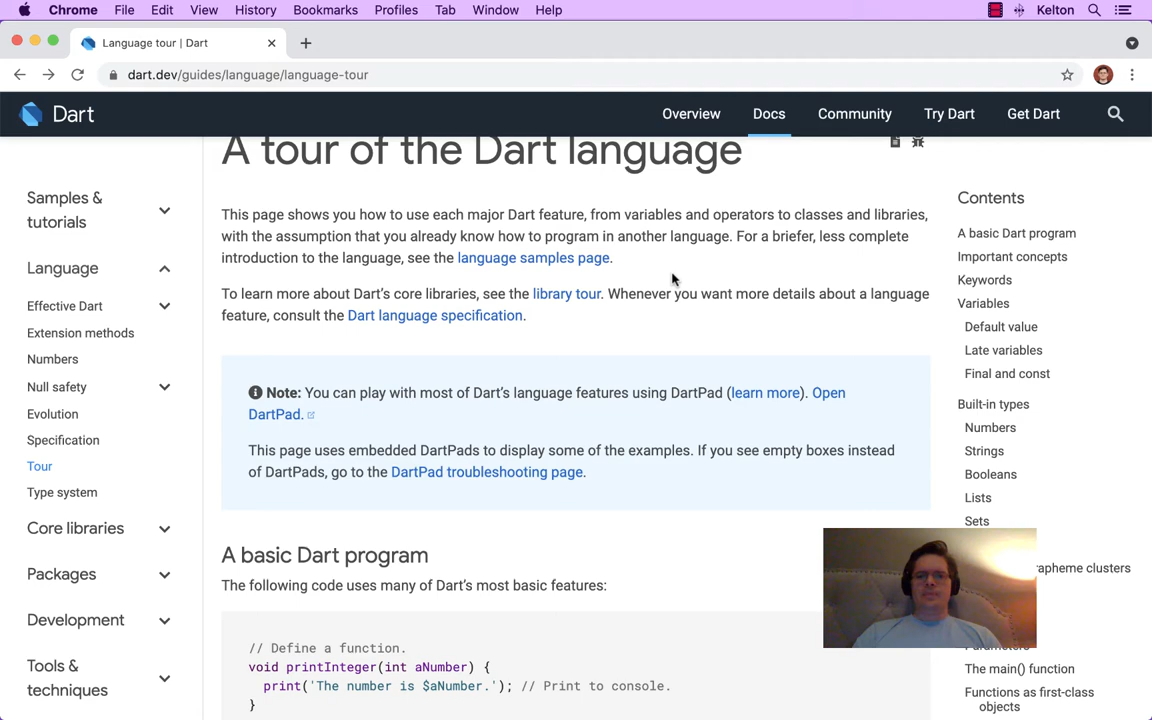 Chrome File Edit View History Bookmarks Profiles Tab Window Help Kelton
Language tour | Dart
dart.dev/guides/language/language-tour
Dart Overview Docs Community Try Dart Get Dart
A tour of the Dart language
Samples &
tutorials
Language
Effective Dart
Extension methods
Numbers
Null safety
Evolution
Specification
Tour
Type system
Core libraries
Packages
Development
Tools &
techniques
This page shows you how to use each major Dart feature, from variables and operators to classes and libraries,
with the assumption that you already know how to program in another language. For a briefer, less complete
introduction to the language, see the language samples page.
To learn more about Dart’s core libraries, see the library tour. Whenever you want more details about a language
feature, consult the Dart language specification.
Note: You can play with most of Dart’s language features using DartPad (learn more). Open
DartPad.
This page uses embedded DartPads to display some of the examples. If you see empty boxes instead
of DartPads, go to the DartPad troubleshooting page.
A basic Dart program
The following code uses many of Dart’s most basic features:
// Define a function.
void printInteger(int aNumber) {
print('The number is $aNumber.'); // Print to console.
}
Contents
A basic Dart program
Important concepts
Keywords
Variables
Default value
Late variables
Final and const
Built-in types
Numbers
Strings
Booleans
Lists
Sets
apheme clusters
Parameters
The main() function
Functions as first-class
objects